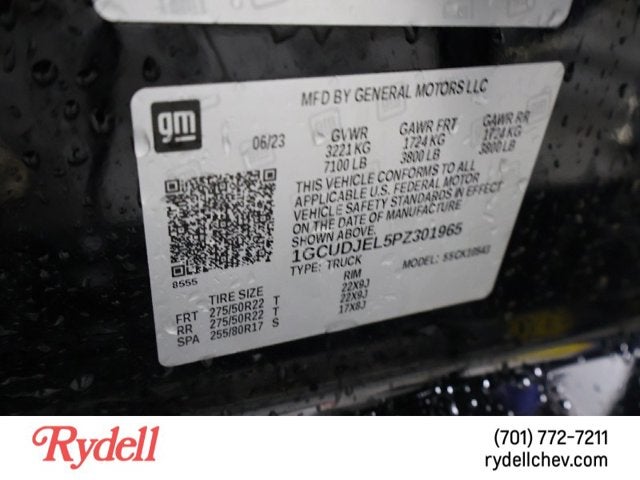 MFD BY GENERAL MOTORS LLC
gm
06/23
GVWR GAWR FRT GAWR RR
3221 KG 1724 KG 1724 KG
7100 LB 3800 LB 3800 LB
THIS VEHICLE CONFORMS TO ALL
APPLICABLE U.S. FEDERAL MOTOR
VEHICLE SAFETY STANDARDS IN EFFECT
ON THE DATE OF MANUFACTURE
SHOWN ABOVE.
1GCUDJEL5PZ301965
TYPE: TRUCK MODEL: SSCK10543
8555
TIRE SIZE RIM
FRT 275/50R22 T 22X9J
RR 275/50R22 T 22X9J
SPA 255/80R17 S 17X8J
Rydell
(701) 772-7211
rydellchev.com